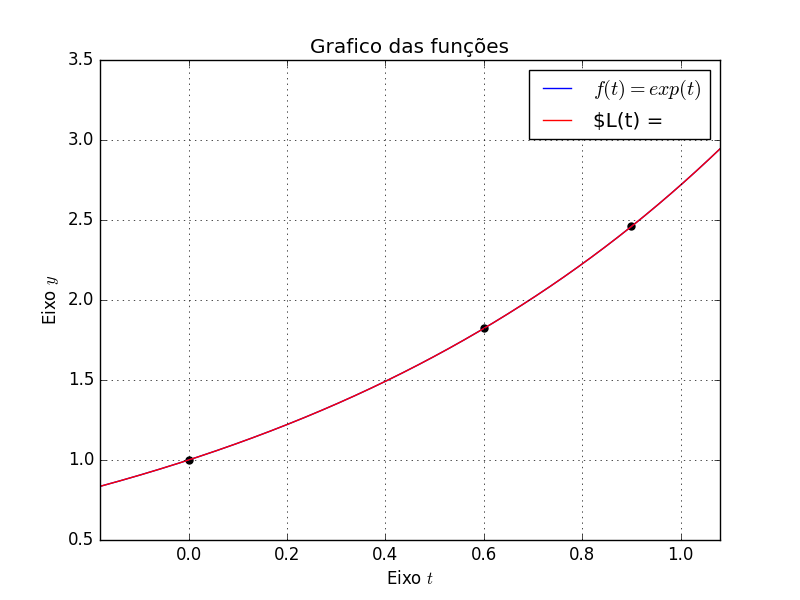 Grafico das funções
f(t) = exp(t)
$L(t) =
3.5
3.0
2.5
2.0
1.5
1.0
0.5
Eixo y
0.0 0.2 0.4 0.6 0.8 1.0
Eixo t